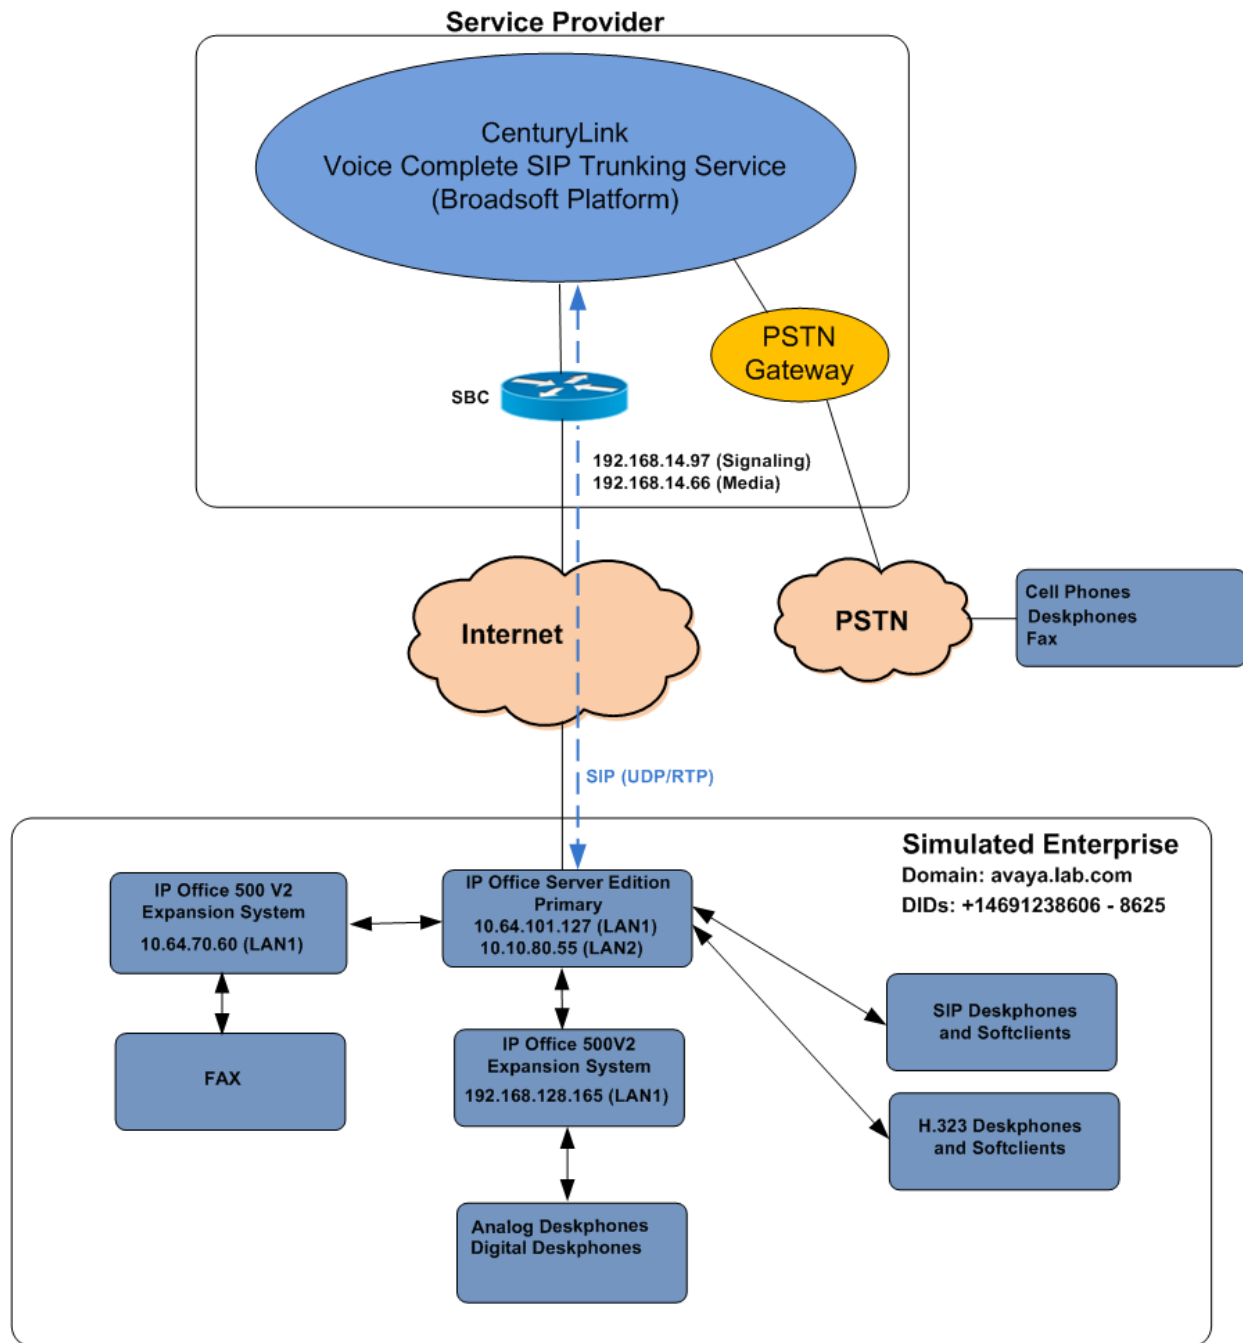 Service Provider
CenturyLink
Voice Complete SIP Trunking Service
(Broadsoft Platform)
PSTN
Gateway
SBC
192.168.14.97 (Signaling)
192.168.14.66 (Media)
Internet
PSTN
Cell Phones
Deskphones
Fax
SIP (UDP/RTP)
Simulated Enterprise
Domain: avaya.lab.com
DIDs: +14691238606 - 8625
IP Office 500 V2
Expansion System
10.64.70.60 (LAN1)
IP Office Server Edition
Primary
10.64.101.127 (LAN1)
10.10.80.55 (LAN2)
SIP Deskphones
and Softclients
FAX
IP Office 500V2
Expansion System
192.168.128.165 (LAN1)
H.323 Deskphones
and Softclients
Analog Deskphones
Digital Deskphones